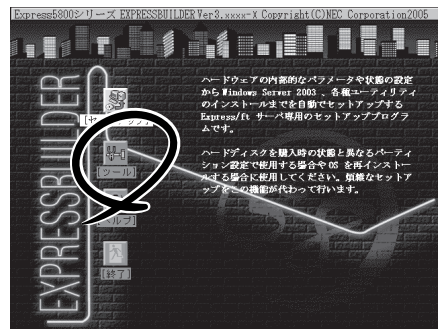 Express5800シリーズ EXPRESSBUILDER Ver3.xxxx-X Copyright(C)NEC Corporation2005
EXPRESSBUILDER
[ツール]
[終了]
ハードウェアの内部的なパラメータや状態の設定
からWindows Server 2003 、各種ユーティリティ
のインストールまでを自動でセットアップする
Express/ft サーバ専用のセットアッププログラ
ムです。
ハードディスクを購入時の状態と異なるパーティ
ション設定で使用する場合や OS を再インストー
ルする場合に使用してください。煩雑なセットア
ップをこの機能が代わって行います。